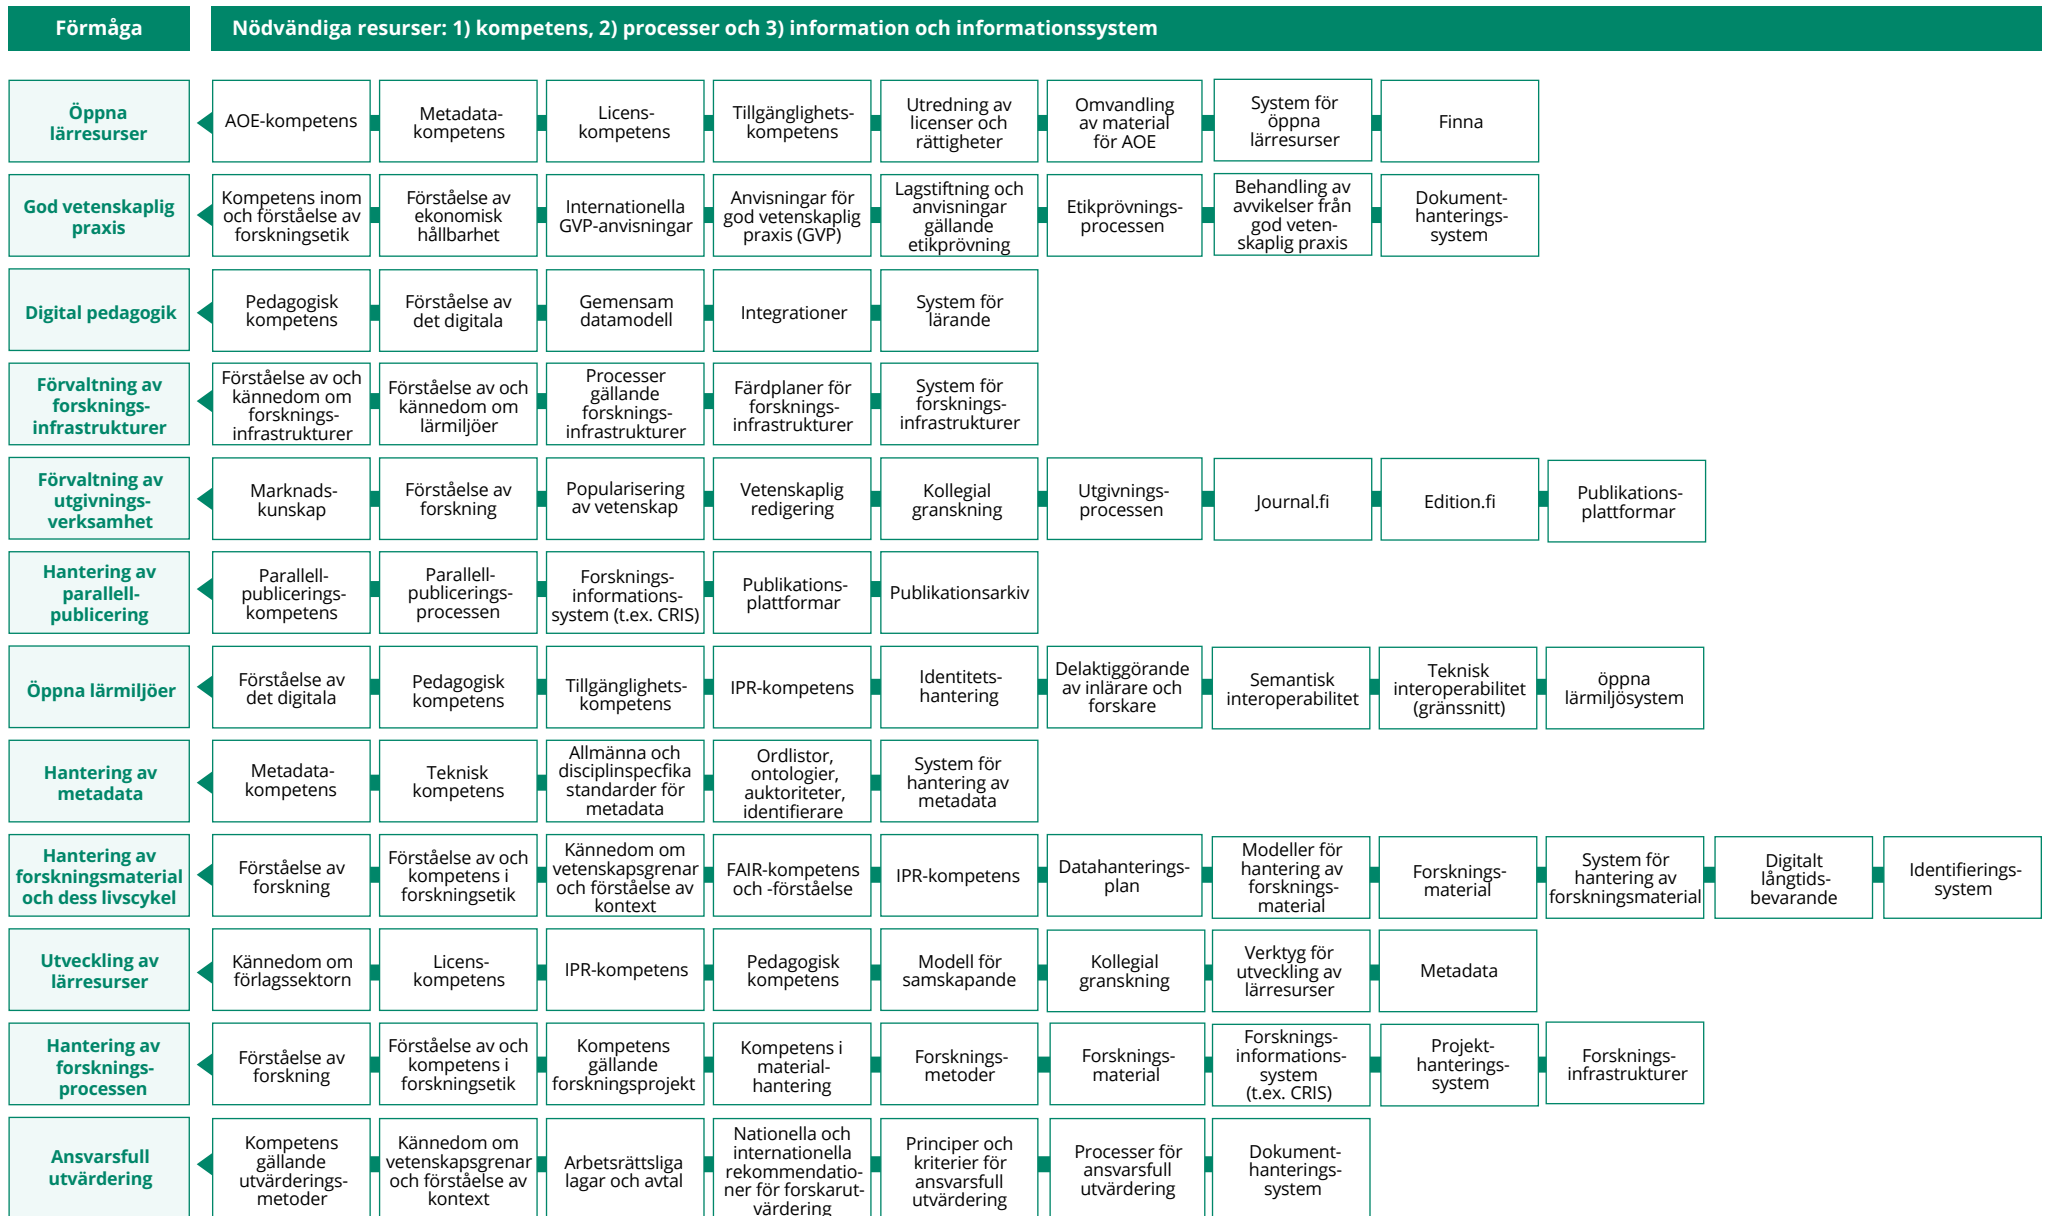 Förmåga
Nödvändiga resurser: 1) kompetens, 2) processer och 3) information och informationssystem
Öppna
lärresurser
AOE-kompetens
Metadata-
kompetens
Licens-
kompetens
Tillgänglighets-
kompetens
Utredning av
licenser och
rättigheter
Omvandling
av material
för AOE
System för
öppna
lärresurser
Finna
God vetenskaplig
praxis
Kompetens inom
och förståelse av
forskningsetik
Förståelse av
ekonomisk
hållbarhet
Internationella
GVP-anvisningar
Anvisningar för
god vetenskaplig
praxis (GVP)
Lagstiftning och
anvisningar
gällande
etikprövning
Etikprövnings-
processen
Behandling av
avvikelser från
god veten-
skaplig praxis
Dokument-
hanterings-
system
Digital pedagogik
Pedagogisk
kompetens
Förståelse av
det digitala
Gemensam
datamodell
Integrationer
System för
lärande
Förvaltning av
forsknings-
infrastrukturer
Förståelse av och
kännedom om
forsknings-
infrastrukturer
Förståelse av och
kännedom om
lärmiljöer
Processer
gällande
forsknings-
infrastrukturer
Färdplaner för
forsknings-
infrastrukturer
System för
forsknings-
infrastrukturer
Förvaltning av
utgivnings-
verksamhet
Marknads-
kunskap
Förståelse av
forskning
Popularisering
av vetenskap
Vetenskaplig
redigering
Kollegial
granskning
Utgivnings-
processen
Journal.fi
Edition.fi
Publikations-
plattformar
Hantering av
parallell-
publicering
Parallell-
publicerings-
kompetens
Parallell-
publicerings-
processen
Forsknings-
informations-
system (t.ex. CRIS)
Publikations-
plattformar
Publikationsarkiv
Öppna lärmiljöer
Förståelse av
det digitala
Pedagogisk
kompetens
Tillgänglighets-
kompetens
IPR-kompetens
Identitets-
hantering
Delaktiggörande
av inlärare och
forskare
Semantisk
interoperabilitet
Teknisk
interoperabilitet
(gränssnitt)
öppna
lärmiljösystem
Hantering av
metadata
Metadata-
kompetens
Teknisk
kompetens
Allmänna och
disciplinspecfika
standarder för
metadata
Ordlistor,
ontologier,
auktoriteter,
identifierare
System för
hantering av
metadata
Hantering av
forskningsmaterial
och dess livscykel
Förståelse av
forskning
Förståelse av och
kompetens i
forskningsetik
Kännedom om
vetenskapsgrenar
och förståelse av
kontext
FAIR-kompetens
och -förståelse
IPR-kompetens
Datahanterings-
plan
Modeller för
hantering av
forsknings-
material
Forsknings-
material
System för
hantering av
forskningsmaterial
Digitalt
långtids-
bevarande
Identifierings-
system
Utveckling av
lärresurser
Kännedom om
förlagssektorn
Licens-
kompetens
IPR-kompetens
Pedagogisk
kompetens
Modell för
samskapande
Kollegial
granskning
Verktyg för
utveckling av
lärresurser
Metadata
Hantering av
forsknings-
processen
Förståelse av
forskning
Förståelse av och
kompetens i
forskningsetik
Kompetens
gällande
forskningsprojekt
Kompetens i
material-
hantering
Forsknings-
metoder
Forsknings-
material
Forsknings-
informations-
system
(t.ex. CRIS)
Projekt-
hanterings-
system
Forsknings-
infrastrukturer
Ansvarsfull
utvärdering
Kompetens
gällande
utvärderings-
metoder
Kännedom om
vetenskapsgrenar
och förståelse av
kontext
Arbetsrättsliga
lagar och avtal
Nationella och
internationella
rekommendatio-
ner för forskarut-
värdering
Principer och
kriterier för
ansvarsfull
utvärdering
Processer för
ansvarsfull
utvärdering
Dokument-
hanterings-
system